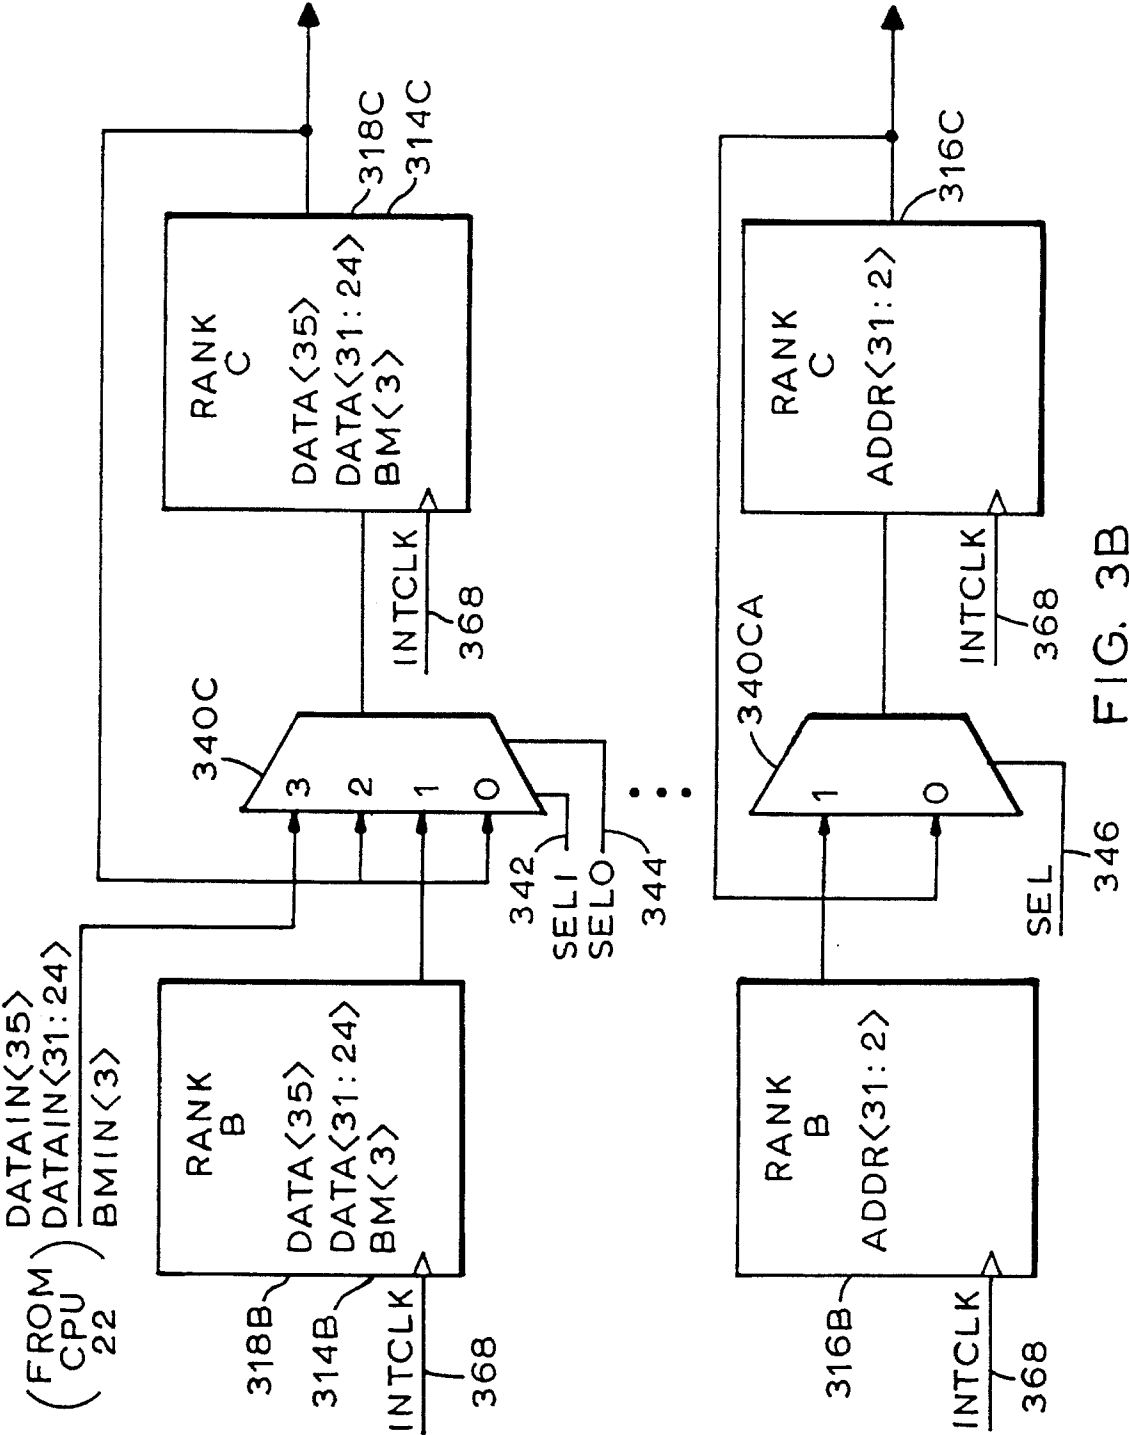 (FROM
CPU
22)
DATAIN<35>
DATAIN<31:24>
BMIN<3>
RANK
B
DATA<35>
DATA<31:24>
BM<3>
318B
314B
INTCLK
368
340C
3
2
1
0
342
SEL1
SEL0
344
RANK
C
DATA<35>
DATA<31:24>
BM<3>
318C
314C
INTCLK
368
RANK
B
ADDR<31:2>
316B
INTCLK
368
340CA
1
0
SEL
346
RANK
C
ADDR<31:2>
316C
INTCLK
368
FIG. 3B